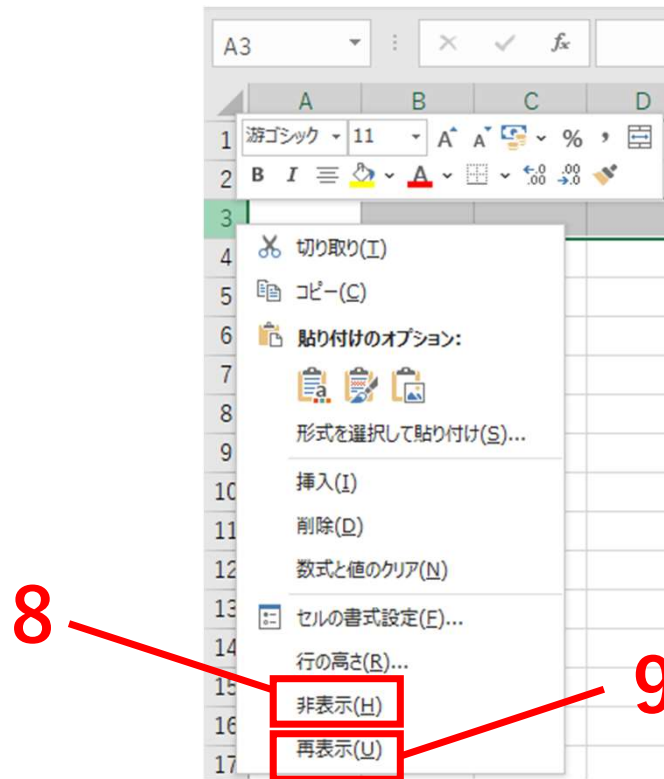 A3 fx
A B C D
1 游ゴシック 11 A A % ,
2 B I A .00 .00
3
4 切り取り(T)
5 コピー(C)
6 貼り付けのオプション:
7
8
形式を選択して貼り付け(S)...
9
10 挿入(I)
11 削除(D)
12 数式と値のクリア(N)
13 セルの書式設定(F)...
8
14 行の高さ(R)...
15 非表示(H)
9
16
17 再表示(U)